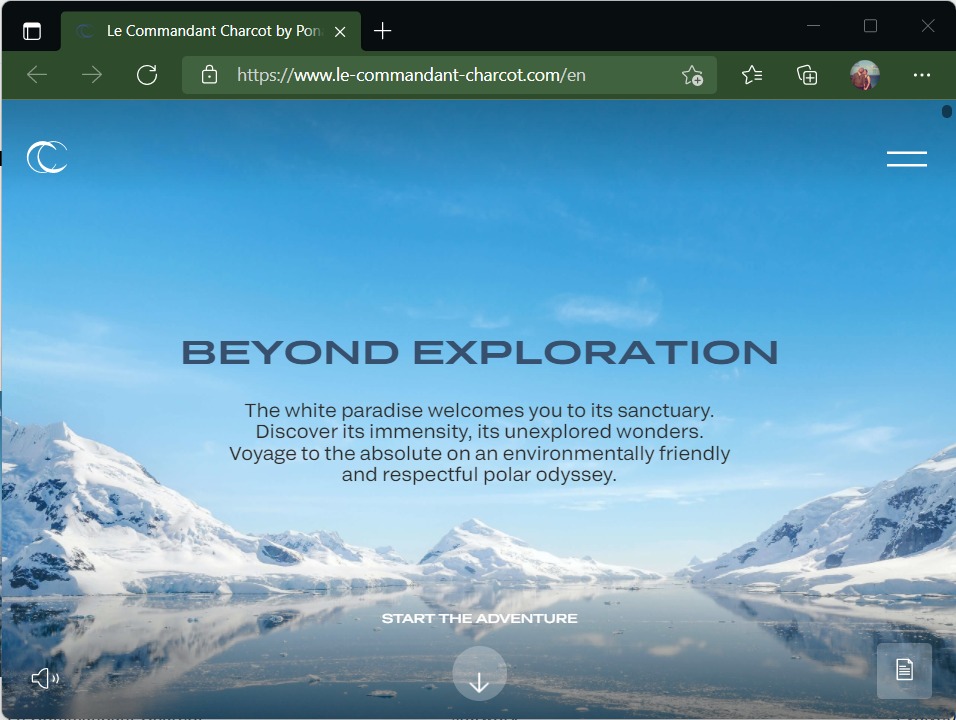 Le Commandant Charcot by Pon
https://www.le-commandant-charcot.com/en
BEYOND EXPLORATION
The white paradise welcomes you to its sanctuary.
Discover its immensity, its unexplored wonders.
Voyage to the absolute on an environmentally friendly
and respectful polar odyssey.
START THE ADVENTURE